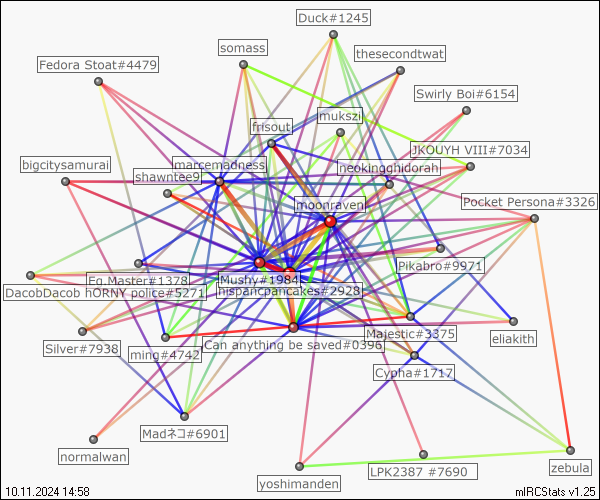 Duck#1245
somass
thesecondtwat
Fedora Stoat#4479
Swirly Boi#6154
mukszi
frisout
JKOUYH VIII#7034
bigcitysamurai
marcemadness
neokingghidorah
shawntee9
Pocket Persona#3326
moonraven
Pikabro#9971
Eg.Master#1378
Mushy#1984
DacobDacob hORNY police#5271
hispancpancakes#2928
Majestic#3375
eliakith
Silver#7938
Can anything be saved#0396
ming#4742
Cypha#1717
Madネコ#6901
normalwan
yoshimanden
LPK2387 #7690
zebula
10.11.2024 14:58
mIRCStats v1.25